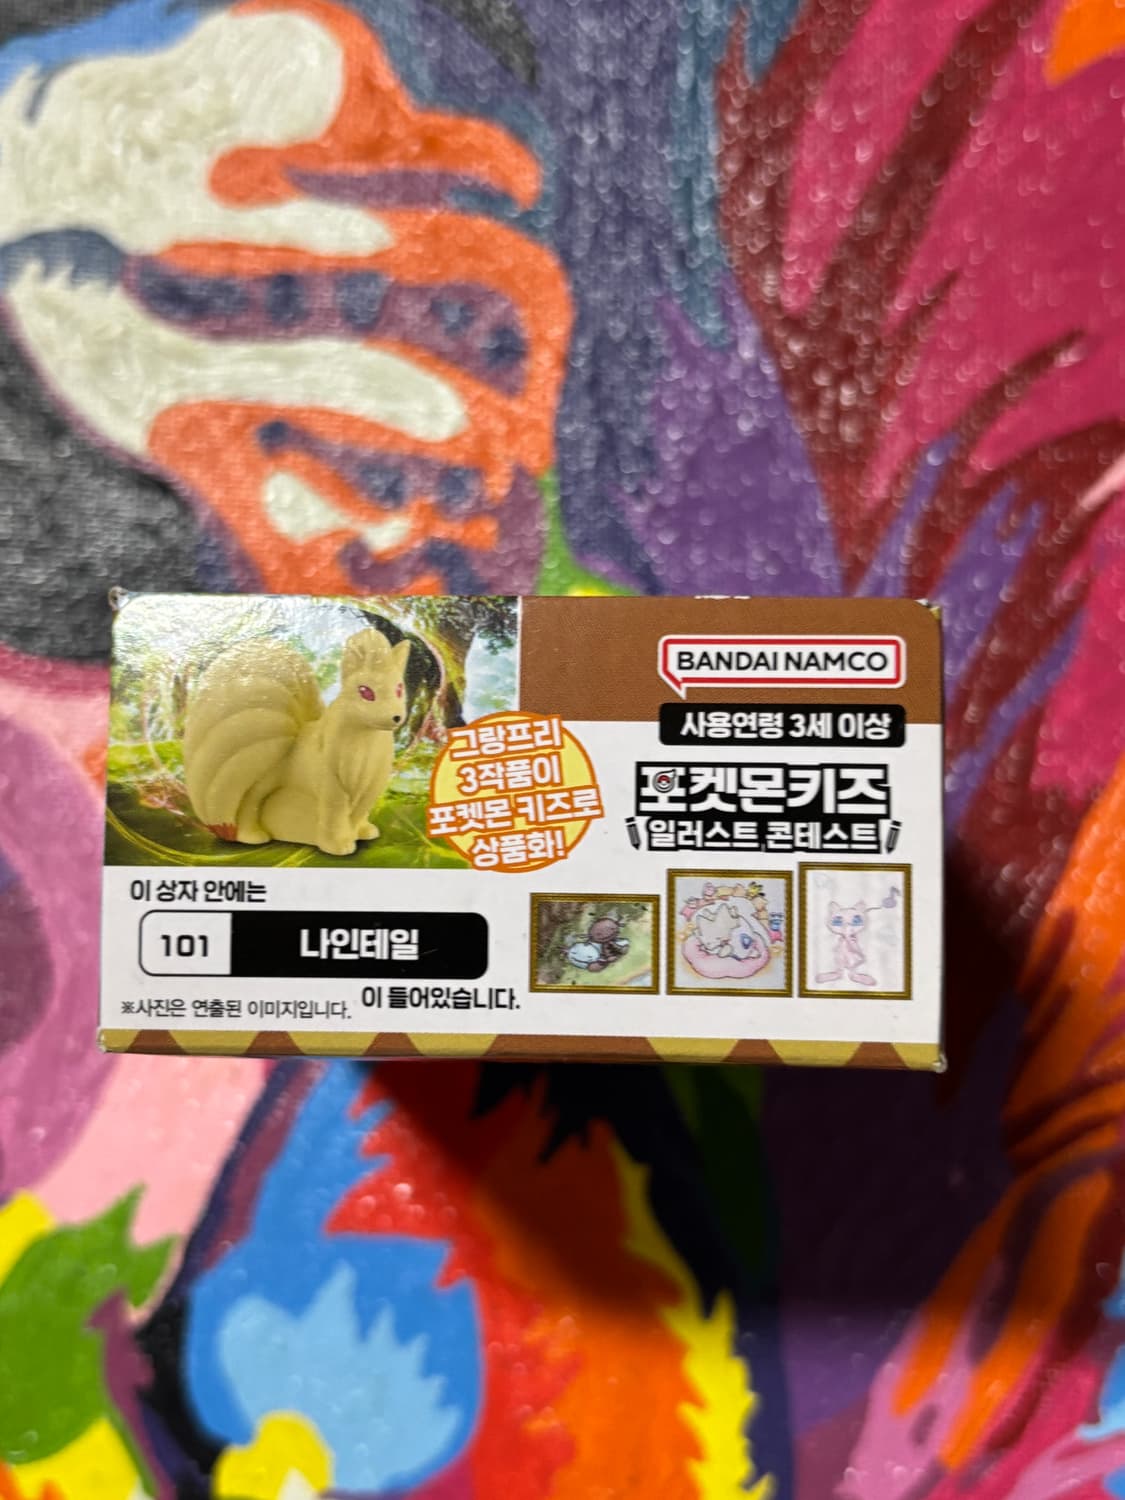 BANDAI NAMCO
사용연령 3세 이상
그랑프리
3작품이
포켓몬 키즈로
상품화!
포켓몬키즈
일러스트 콘테스트
이 상자 안에는
101 나인테일
이 들어있습니다.
※사진은 연출된 이미지입니다.